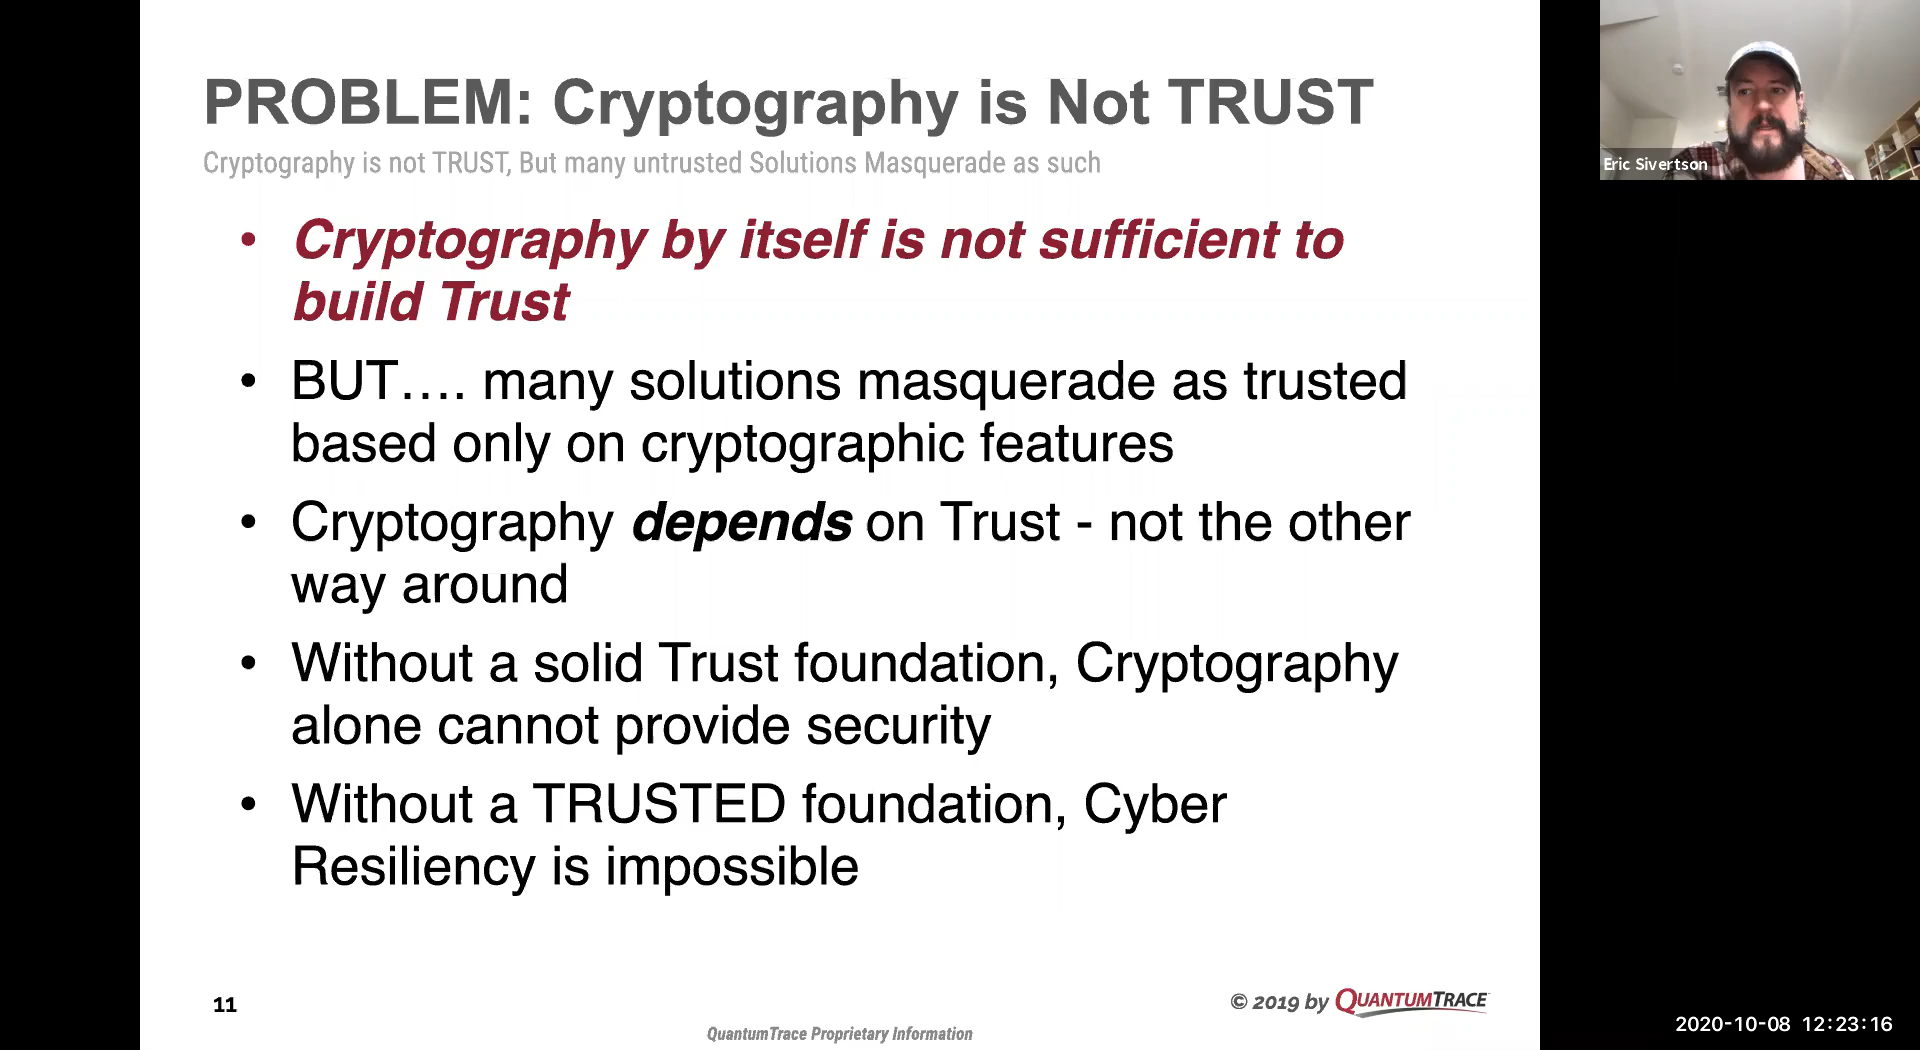 PROBLEM: Cryptography is Not TRUST
Cryptography is not TRUST, But many untrusted Solutions Masquerade as such
• Cryptography by itself is not sufficient to
build Trust
• BUT.... many solutions masquerade as trusted
based only on cryptographic features
• Cryptography depends on Trust - not the other
way around
• Without a solid Trust foundation, Cryptography
alone cannot provide security
• Without a TRUSTED foundation, Cyber
Resiliency is impossible
11
© 2019 by QUANTUMTRACE
QuantumTrace Proprietary Information
Eric Sivertson
2020-10-08 12:23:16